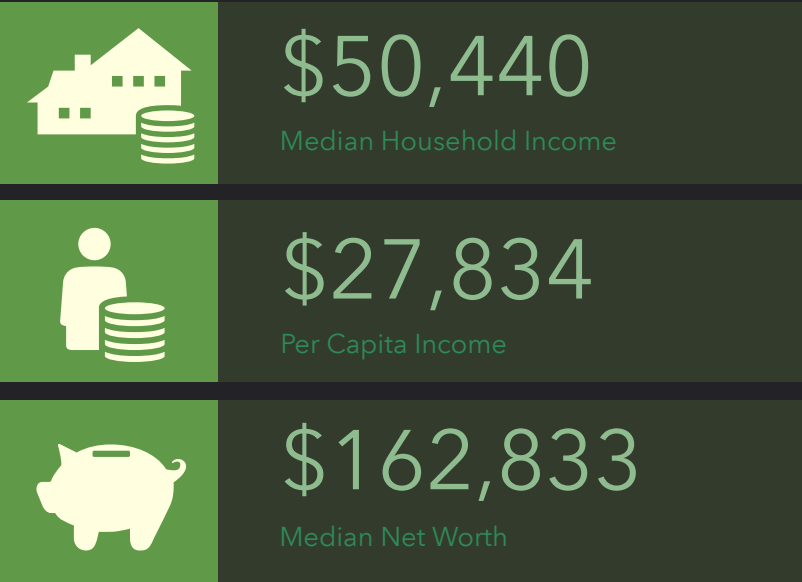 $50,440
Median Household Income
$27,834
Per Capita Income
$162,833
Median Net Worth